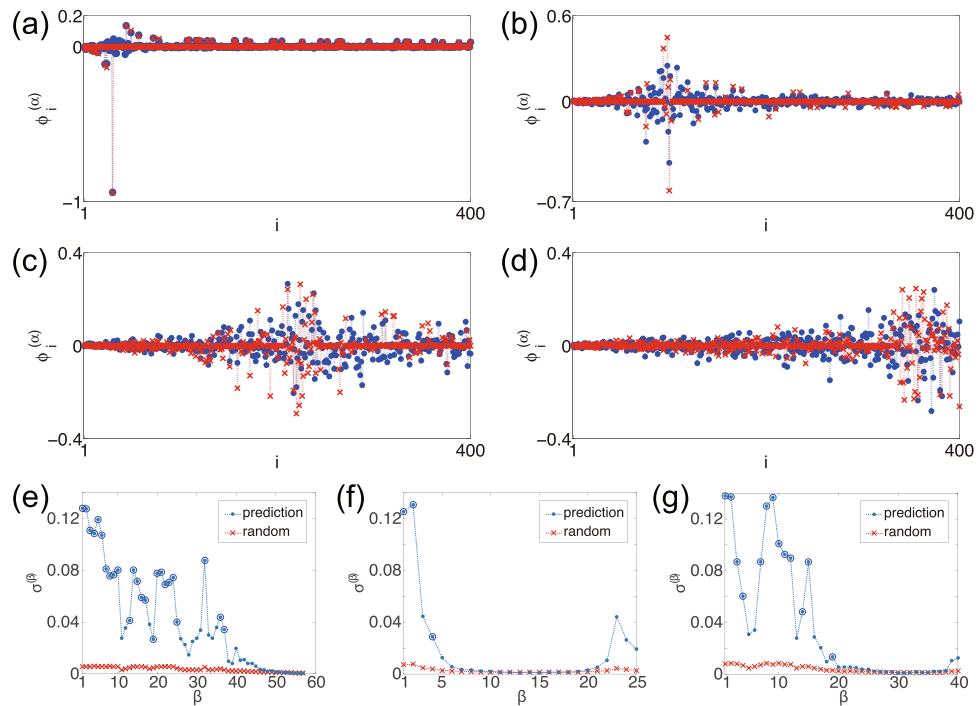 (a)
0.2
0
−1
1
400
i
ϕ i (α)
(b)
0.6
0
−0.7
1
400
i
ϕ i (α)
(c)
0.4
0
−0.4
1
400
i
ϕ i (α)
(d)
0.4
0
−0.4
1
400
i
ϕ i (α)
(e)
0.12
0.08
0.04
0
1 10 20 30 40 50 60
β
σ(β)
prediction
random
(f)
0.12
0.08
0.04
0
1 5 10 15 20 25
β
σ(β)
prediction
random
(g)
0.12
0.08
0.04
0
1 10 20 30 40
β
σ(β)
prediction
random